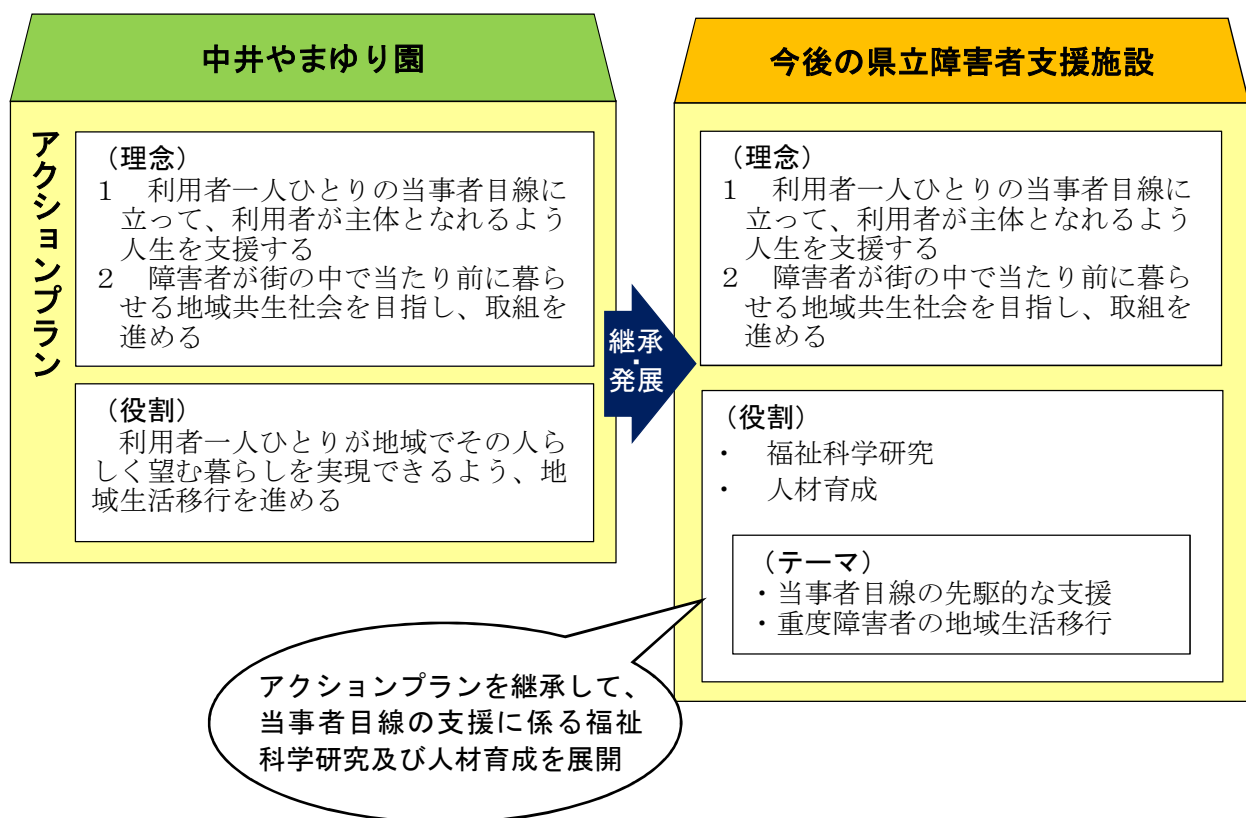 中井やまゆり園
アクションプラン
（理念）
１　利用者一人ひとりの当事者目線に
立って、利用者が主体となれるよう
人生を支援する
２　障害者が街の中で当たり前に暮ら
せる地域共生社会を目指し、取組を
進める
（役割）
利用者一人ひとりが地域でその人ら
しく望む暮らしを実現できるよう、地
域生活移行を進める
継承
・
発展
今後の県立障害者支援施設
（理念）
１　利用者一人ひとりの当事者目線に
立って、利用者が主体となれるよう
人生を支援する
２　障害者が街の中で当たり前に暮ら
せる地域共生社会を目指し、取組を
進める
（役割）
・　福祉科学研究
・　人材育成
（テーマ）
・当事者目線の先駆的な支援
・重度障害者の地域生活移行
アクションプランを継承して、
当事者目線の支援に係る福祉
科学研究及び人材育成を展開